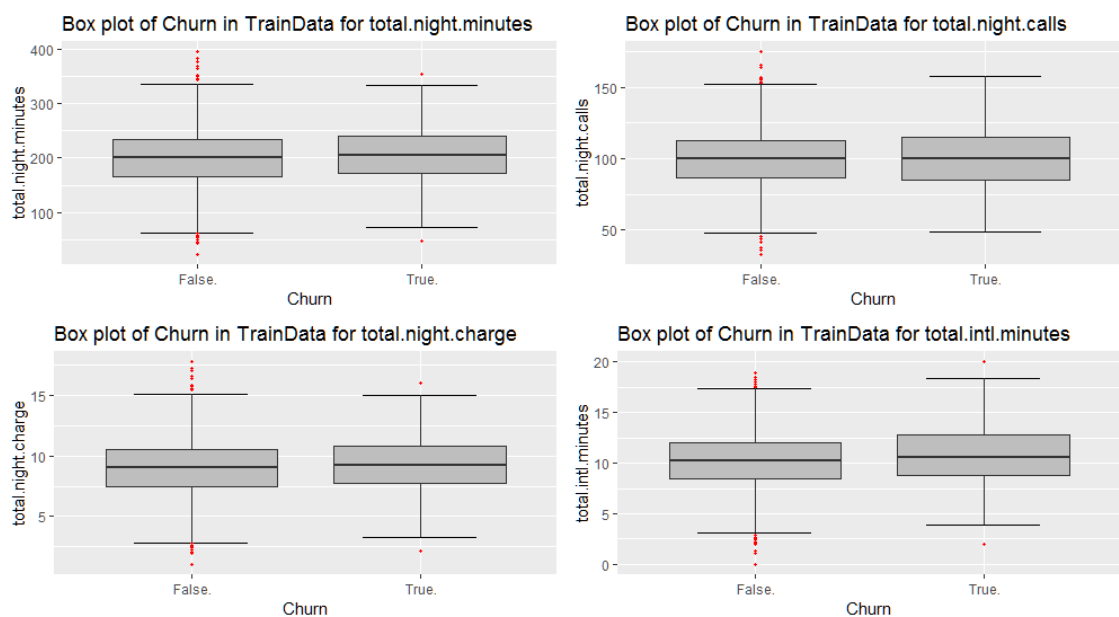 Box plot of Churn in TrainData for total.night.minutes
total.night.minutes
400
300
200
100
False.
True.
Churn
Box plot of Churn in TrainData for total.night.calls
total.night.calls
150
100
50
False.
True.
Churn
Box plot of Churn in TrainData for total.night.charge
total.night.charge
15
10
5
False.
True.
Churn
Box plot of Churn in TrainData for total.intl.minutes
total.intl.minutes
20
15
10
5
0
False.
True.
Churn